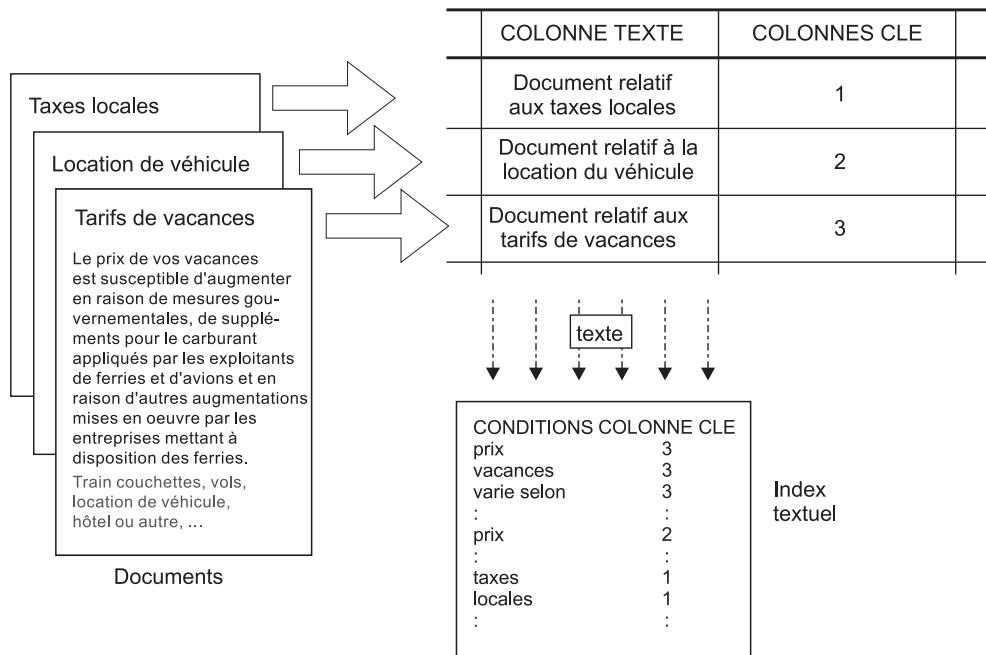 COLONNE TEXTE COLONNES CLE
Document relatif
aux taxes locales 1
Document relatif à la
location du véhicule 2
Document relatif aux
tarifs de vacances 3
Taxes locales
Location de véhicule
Tarifs de vacances
Le prix de vos vacances
est susceptible d'augmenter
en raison de mesures gou-
vernementales, de supplé-
ments pour le carburant
appliqués par les exploitants
de ferries et d'avions et en
raison d'autres augmentations
mises en oeuvre par les
entreprises mettant à
disposition des ferries.
Train couchettes, vols,
location de véhicule,
hôtel ou autre, ...
Documents
texte
CONDITIONS COLONNE CLE
prix 3
vacances 3
varie selon 3
: :
prix 2
: :
taxes 1
locales 1
: :
Index
textuel